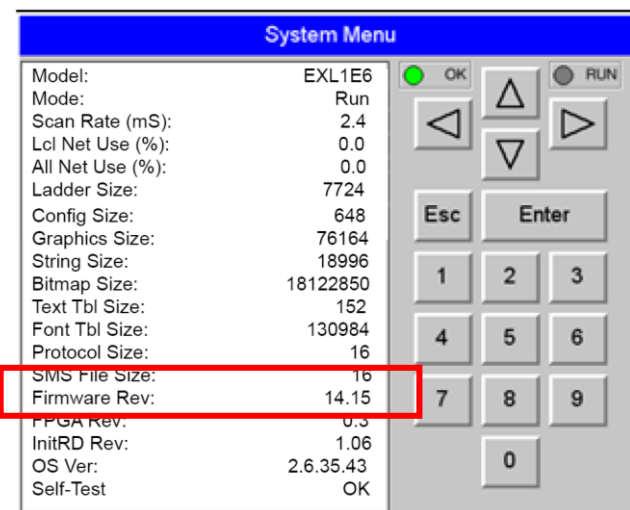 System Menu
Model: EXL1E6
Mode: Run
Scan Rate (mS): 2.4
Lcl Net Use (%): 0.0
All Net Use (%): 0.0
Ladder Size: 7724
Config Size: 648
Graphics Size: 76164
String Size: 18996
Bitmap Size: 18122850
Text Tbl Size: 152
Font Tbl Size: 130984
Protocol Size: 16
SMS File Size: 16
Firmware Rev: 14.15
FPGA Rev: 0.3
InitRD Rev: 1.06
OS Ver: 2.6.35.43
Self-Test OK
OK RUN
Esc Enter
1 2 3
4 5 6
7 8 9
0